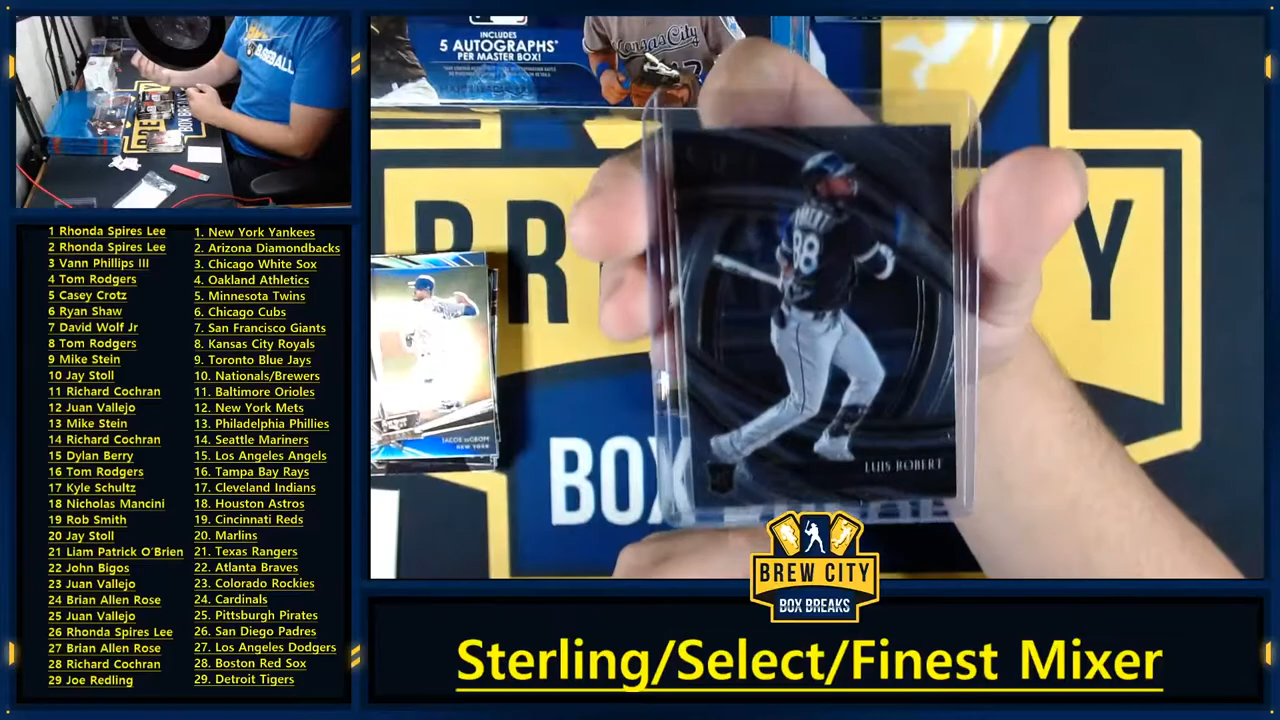 INCLUDES
5 AUTOGRAPHS*
PER MASTER BOX!
Kansas City
BASEBALL
BREW
BOX BR
1 Rhonda Spires Lee
2 Rhonda Spires Lee
3 Vann Phillips III
4 Tom Rodgers
5 Casey Crotz
6 Ryan Shaw
7 David Wolf Jr
8 Tom Rodgers
9 Mike Stein
10 Jay Stoll
11 Richard Cochran
12 Juan Vallejo
13 Mike Stein
14 Richard Cochran
15 Dylan Berry
16 Tom Rodgers
17 Kyle Schultz
18 Nicholas Mancini
19 Rob Smith
20 Jay Stoll
21 Liam Patrick O'Brien
22 John Bigos
23 Juan Vallejo
24 Brian Allen Rose
25 Juan Vallejo
26 Rhonda Spires Lee
27 Brian Allen Rose
28 Richard Cochran
29 Joe Redling
1. New York Yankees
2. Arizona Diamondbacks
3. Chicago White Sox
4. Oakland Athletics
5. Minnesota Twins
6. Chicago Cubs
7. San Francisco Giants
8. Kansas City Royals
9. Toronto Blue Jays
10. Nationals/Brewers
11. Baltimore Orioles
12. New York Mets
13. Philadelphia Phillies
14. Seattle Mariners
15. Los Angeles Angels
16. Tampa Bay Rays
17. Cleveland Indians
18. Houston Astros
19. Cincinnati Reds
20. Marlins
21. Texas Rangers
22. Atlanta Braves
23. Colorado Rockies
24. Cardinals
25. Pittsburgh Pirates
26. San Diego Padres
27. Los Angeles Dodgers
28. Boston Red Sox
29. Detroit Tigers
BR
Y
88
LUIS ROBERT
JACOB deGROM
NEW YORK
BOX
BREW CITY
BOX BREAKS
Sterling/Select/Finest Mixer